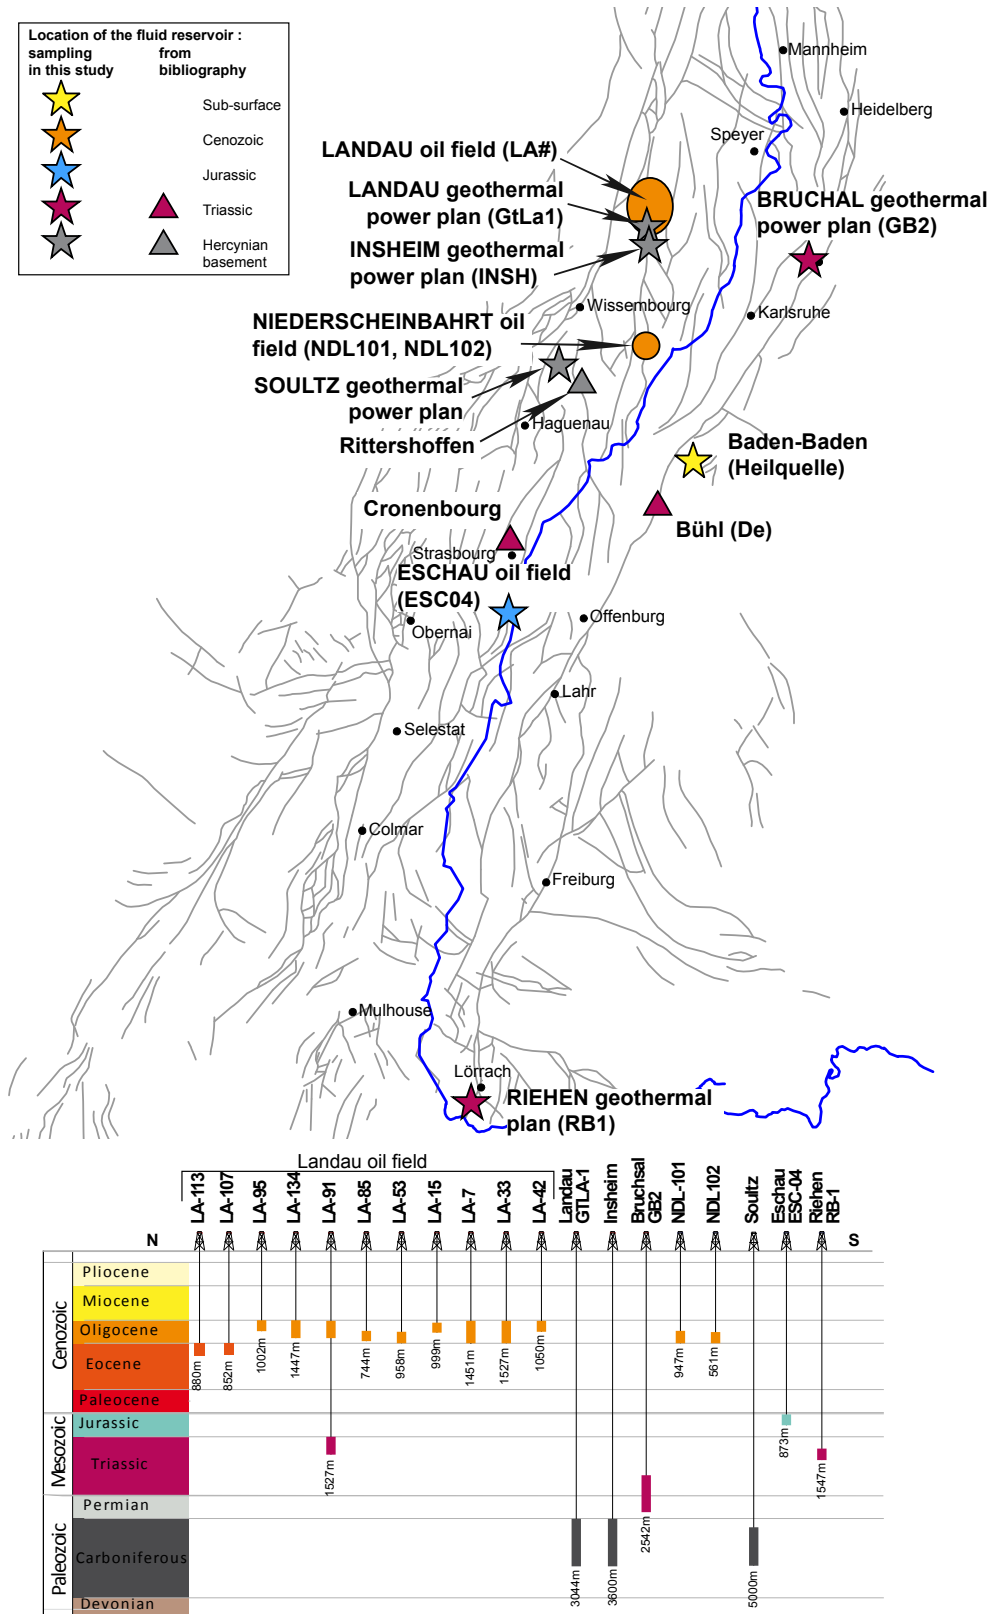 Location of the fluid reservoir :
sampling
in this study
from
bibliography
Sub-surface
Cenozoic
Jurassic
Triassic
Hercynian
basement
Mannheim
Heidelberg
Speyer
LANDAU oil field (LA#)
LANDAU geothermal
power plan (GtLa1)
BRUCHAL geothermal
power plan (GB2)
INSHEIM geothermal
power plan (INSH)
Wissembourg
Karlsruhe
NIEDERSCHEINBAHRT oil
field (NDL101, NDL102)
SOULTZ geothermal
power plan
Haguenau
Rittershoffen
Baden-Baden
(Heilquelle)
Cronenbourg
Bühl (De)
Strasbourg
ESCHAU oil field
(ESC04)
Offenburg
Obernai
Lahr
Selestat
Colmar
Freiburg
Mulhouse
Lörrach
RIEHEN geothermal
plan (RB1)
Landau oil field
LA-113
LA-107
LA-95
LA-134
LA-91
LA-85
LA-53
LA-15
LA-7
LA-33
LA-42
Landau
GTLA-1
Insheim
Bruchsal
GB2
NDL-101
NDL102
Soultz
Eschau
ESC-04
Riehen
RB-1
N
S
Cenozoic
Mesozoic
Paleozoic
Pliocene
Miocene
Oligocene
Eocene
Paleocene
Jurassic
Triassic
Permian
Carboniferous
Devonian
880m
852m
1002m
1447m
1527m
744m
958m
999m
1451m
1527m
1050m
3044m
3600m
2542m
947m
561m
5000m
873m
1547m